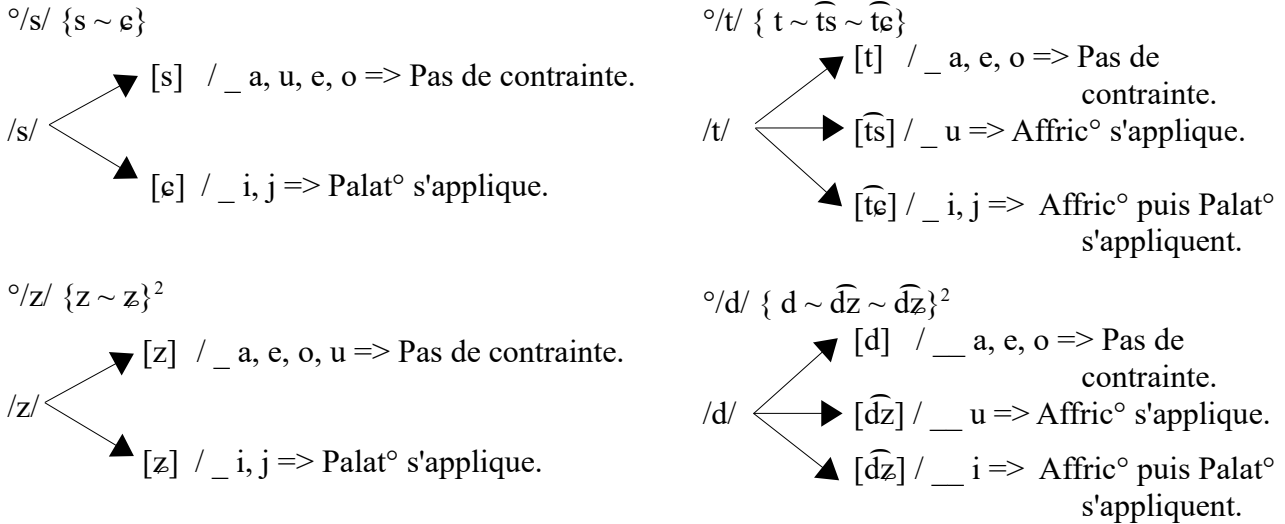 °/s/ {s ~ ɕ}
[s] / _ a, u, e, o => Pas de contrainte.
/s/
[ɕ] / _ i, j => Palat° s'applique.
°/t/ { t ~ t͡s ~ t͡ɕ}
[t] / _ a, e, o => Pas de
contrainte.
/t/
[t͡s] / _ u => Affric° s'applique.
[t͡ɕ] / _ i, j => Affric° puis Palat°
s'appliquent.
°/z/ {z ~ ʑ}²
[z] / _ a, e, o, u => Pas de contrainte.
/z/
[ʑ] / _ i, j => Palat° s'applique.
°/d/ { d ~ d͡z ~ d͡ʑ}²
[d] / __ a, e, o => Pas de
contrainte.
/d/
[d͡z] / __ u => Affric° s'applique.
[d͡ʑ] / __ i => Affric° puis Palat°
s'appliquent.